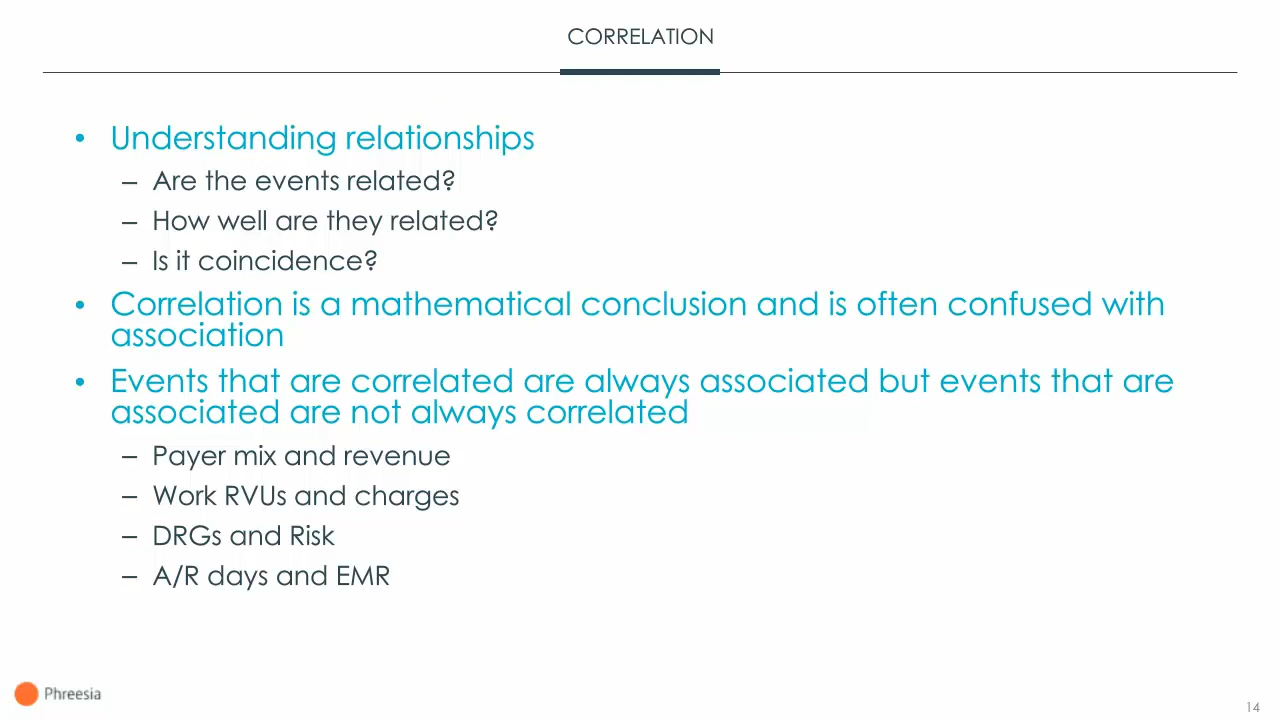 CORRELATION
• Understanding relationships
– Are the events related?
– How well are they related?
– Is it coincidence?
• Correlation is a mathematical conclusion and is often confused with
association
• Events that are correlated are always associated but events that are
associated are not always correlated
– Payer mix and revenue
– Work RVUs and charges
– DRGs and Risk
– A/R days and EMR
Phreesia
14